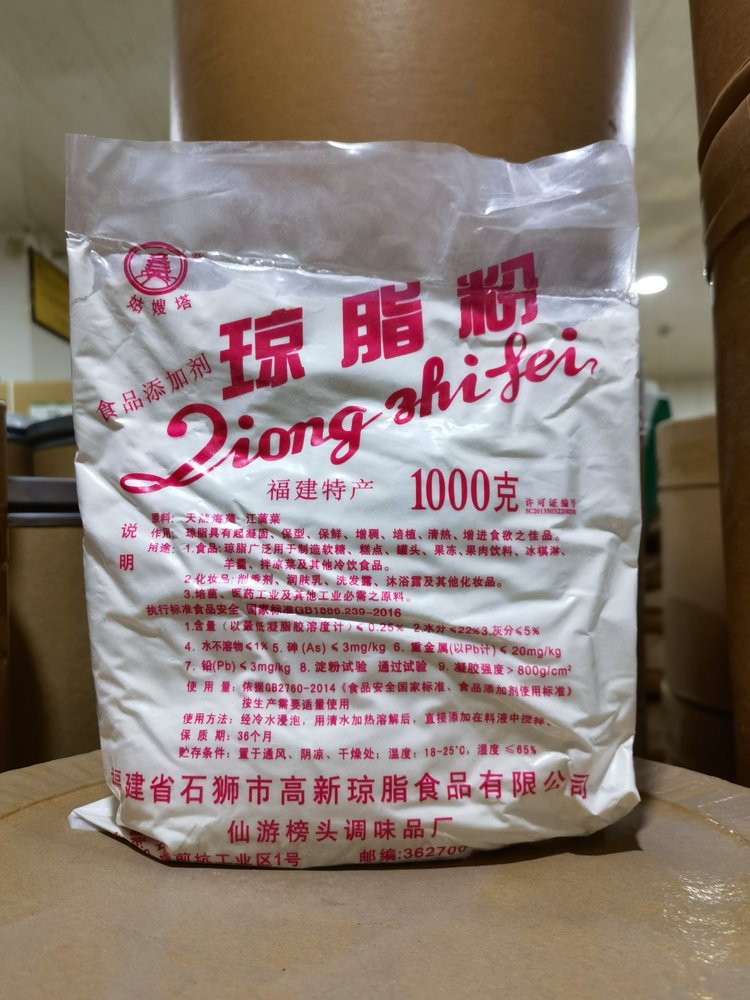 姑嫂塔
琼脂粉
食品添加剂
Qiong zhi fei
福建特产
1000克
许可证编号
说明
原料: 天然海藻 江蓠菜
作用: 琼脂具有起凝固、保型、保鲜、增稠、培植、清热、增进食欲之佳品。
用途: 1.食品:琼脂广泛用于制造软糖、糕点、罐头、果冻、果肉饮料、冰棋淋、
羊羹、拌凉菜及其他冷饮食品。
2.化妆品: 剂、润肤乳、洗发露、沐浴露及其他化妆品。
3.培菌、医药工业及其他工业必需之原料。
执行标准食品安全 国家标准GB1886.239-2016
1.含量(以最低凝脂胶溶度计)≤0.25% 2.水分≤22%3.灰分≤5%
4. 水不溶物≤1% 5. 砷(As) ≤3mg/kg 6. 重金属(以Pb计)≤20mg/kg
7. 铅(Pb)≤3mg/kg 8. 淀粉试验 通过试验 9. 凝胶强度>800g/cm²
使用量: 依据GB2760-2014《食品安全国家标准、食品添加剂使用标准》
按生产需要适量使用
使用方法: 经冷水浸泡,用清水加热溶解后,直接添加在料液中搅拌。
保质期: 36个月
贮存条件: 置于通风、阴凉、干燥处; 温度: 18-25℃, 湿度≤65%
福建省石狮市高新琼脂食品有限公司
仙游榜头调味品厂
前坑工业区1号 邮编:362700